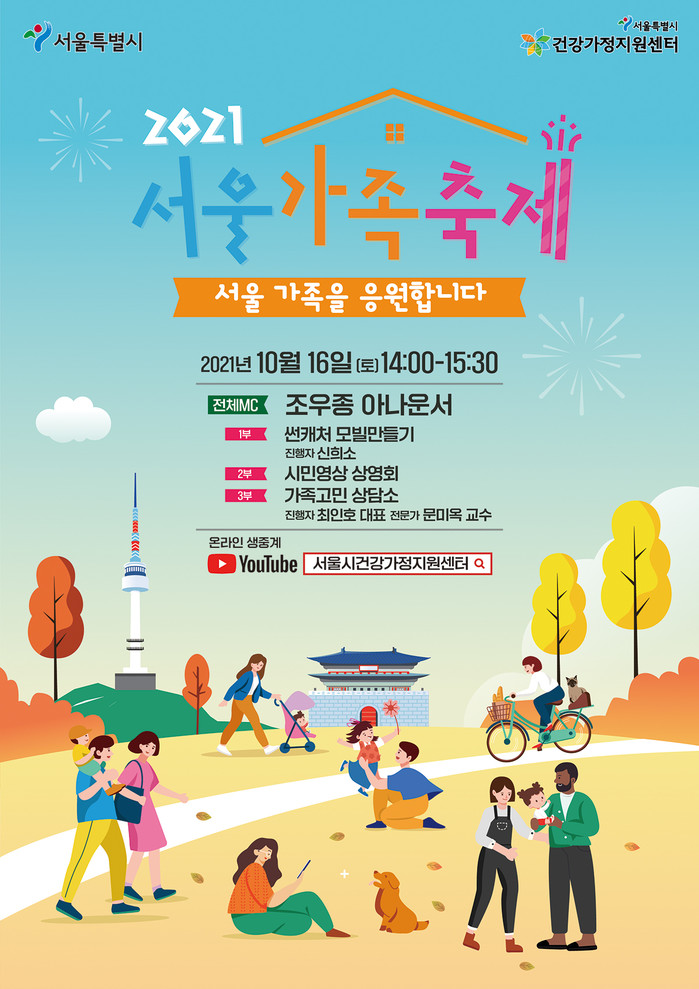 서울특별시
서울특별시
건강가정지원센터
2021
서울가족축제
서울 가족을 응원합니다
2021년 10월 16일 (토) 14:00-15:30
전체MC 조우종 아나운서
1부 썬캐처 모빌만들기
진행자 신희소
2부 시민영상 상영회
3부 가족고민 상담소
진행자 최인호 대표 전문가 문미옥 교수
온라인 생중계
YouTube 서울시건강가정지원센터